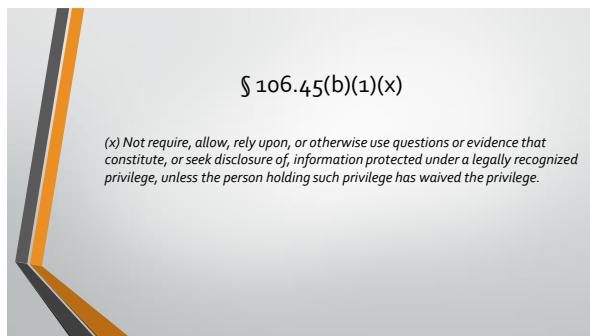 § 106.45(b)(1)(x)
(x) Not require, allow, rely upon, or otherwise use questions or evidence that
constitute, or seek disclosure of, information protected under a legally recognized
privilege, unless the person holding such privilege has waived the privilege.